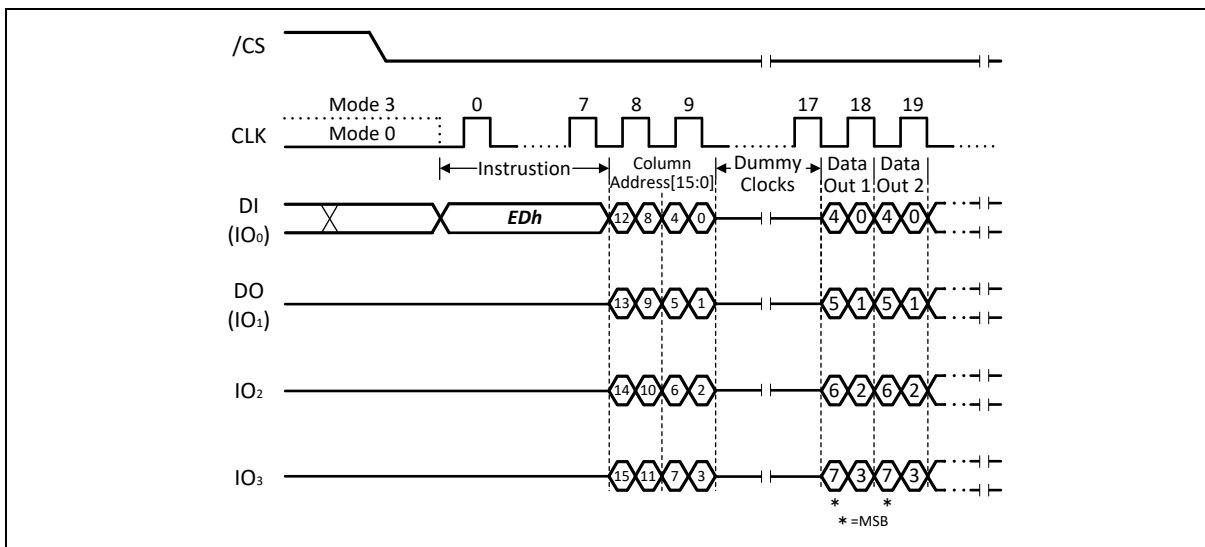 /CS
Mode 3 0 7 8 9 17 18 19
CLK Mode 0
Instrustion Column Address[15:0] Dummy Clocks Data Out 1 Data Out 2
DI (IO0) EDh 12 8 4 0 4 0 4 0
DO (IO1) 13 9 5 1 5 1 5 1
IO2 14 10 6 2 6 2 6 2
IO3 15 11 7 3 7 3 7 3
* *
* =MSB